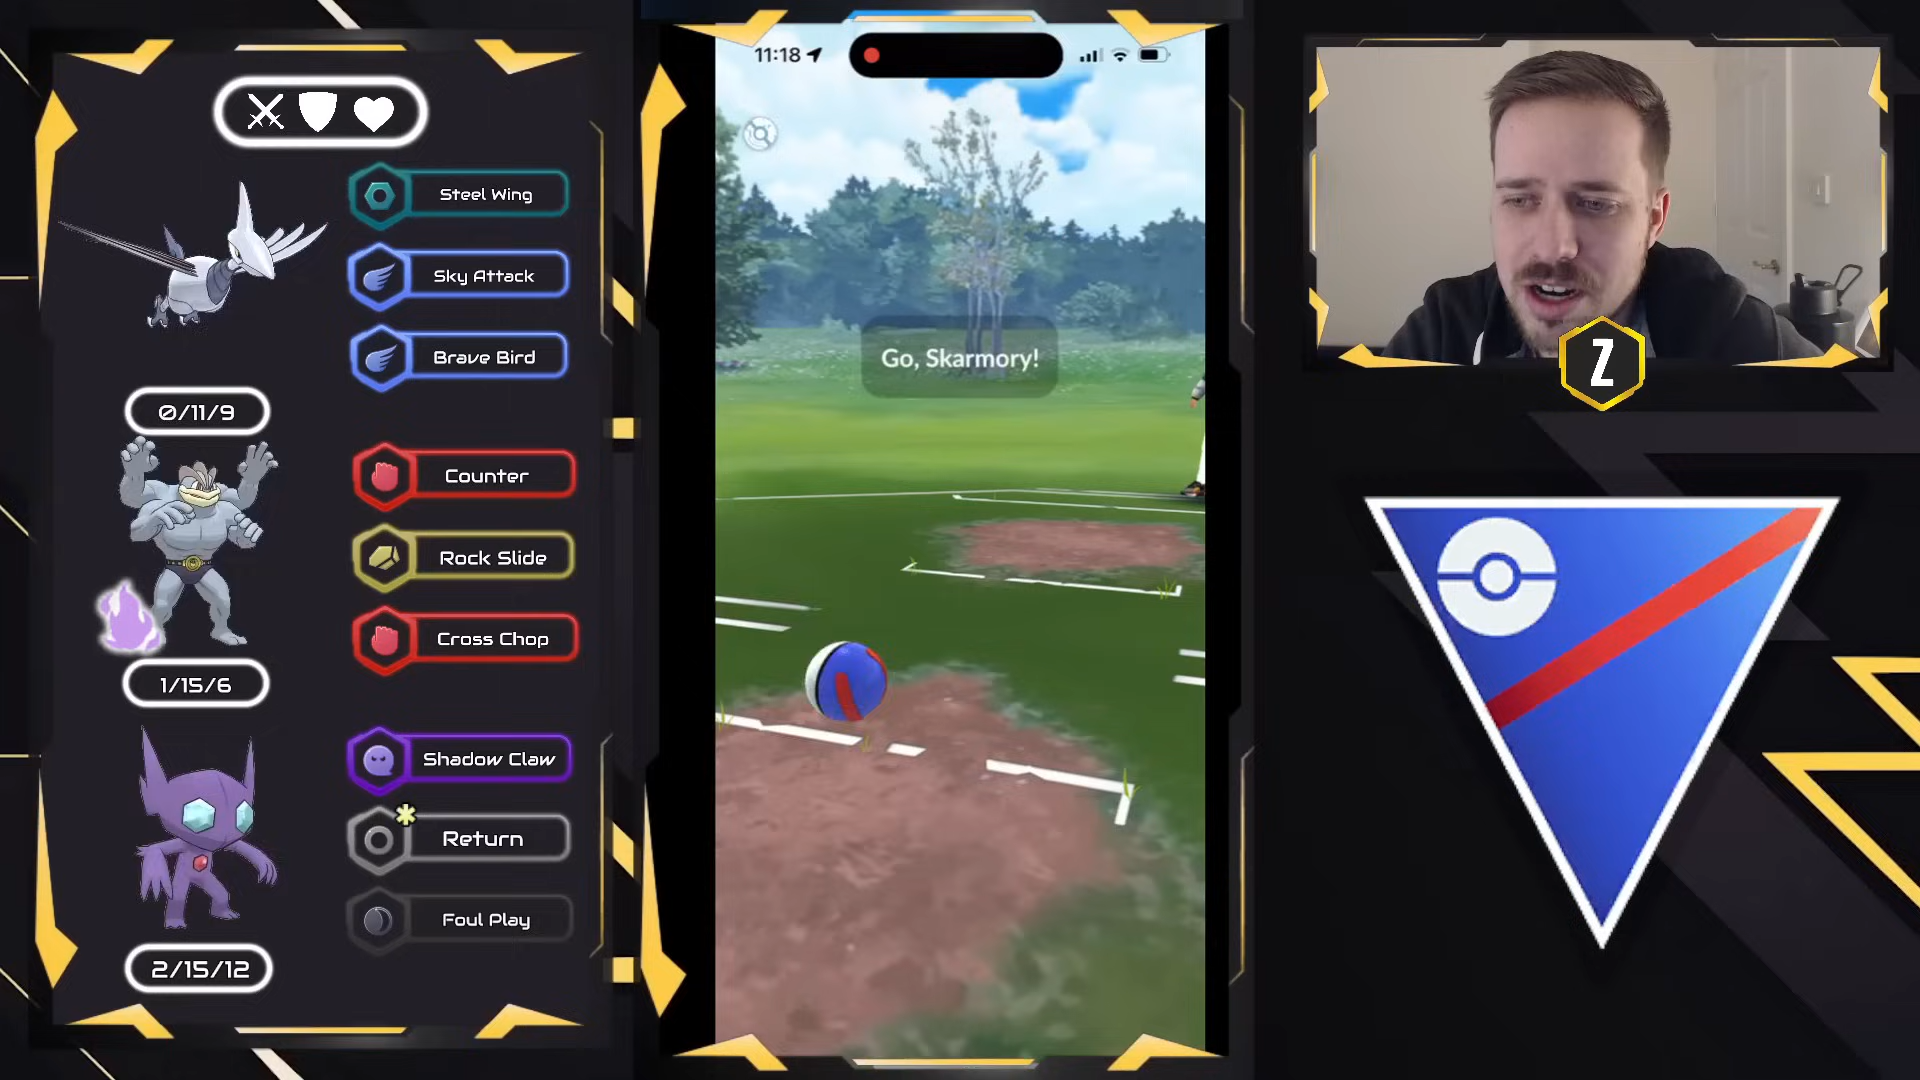 Steel Wing
Sky Attack
Brave Bird
0/11/9
Counter
Rock Slide
Cross Chop
1/15/6
Shadow Claw
Return
Foul Play
2/15/12
11:18
Go, Skarmory!
Z